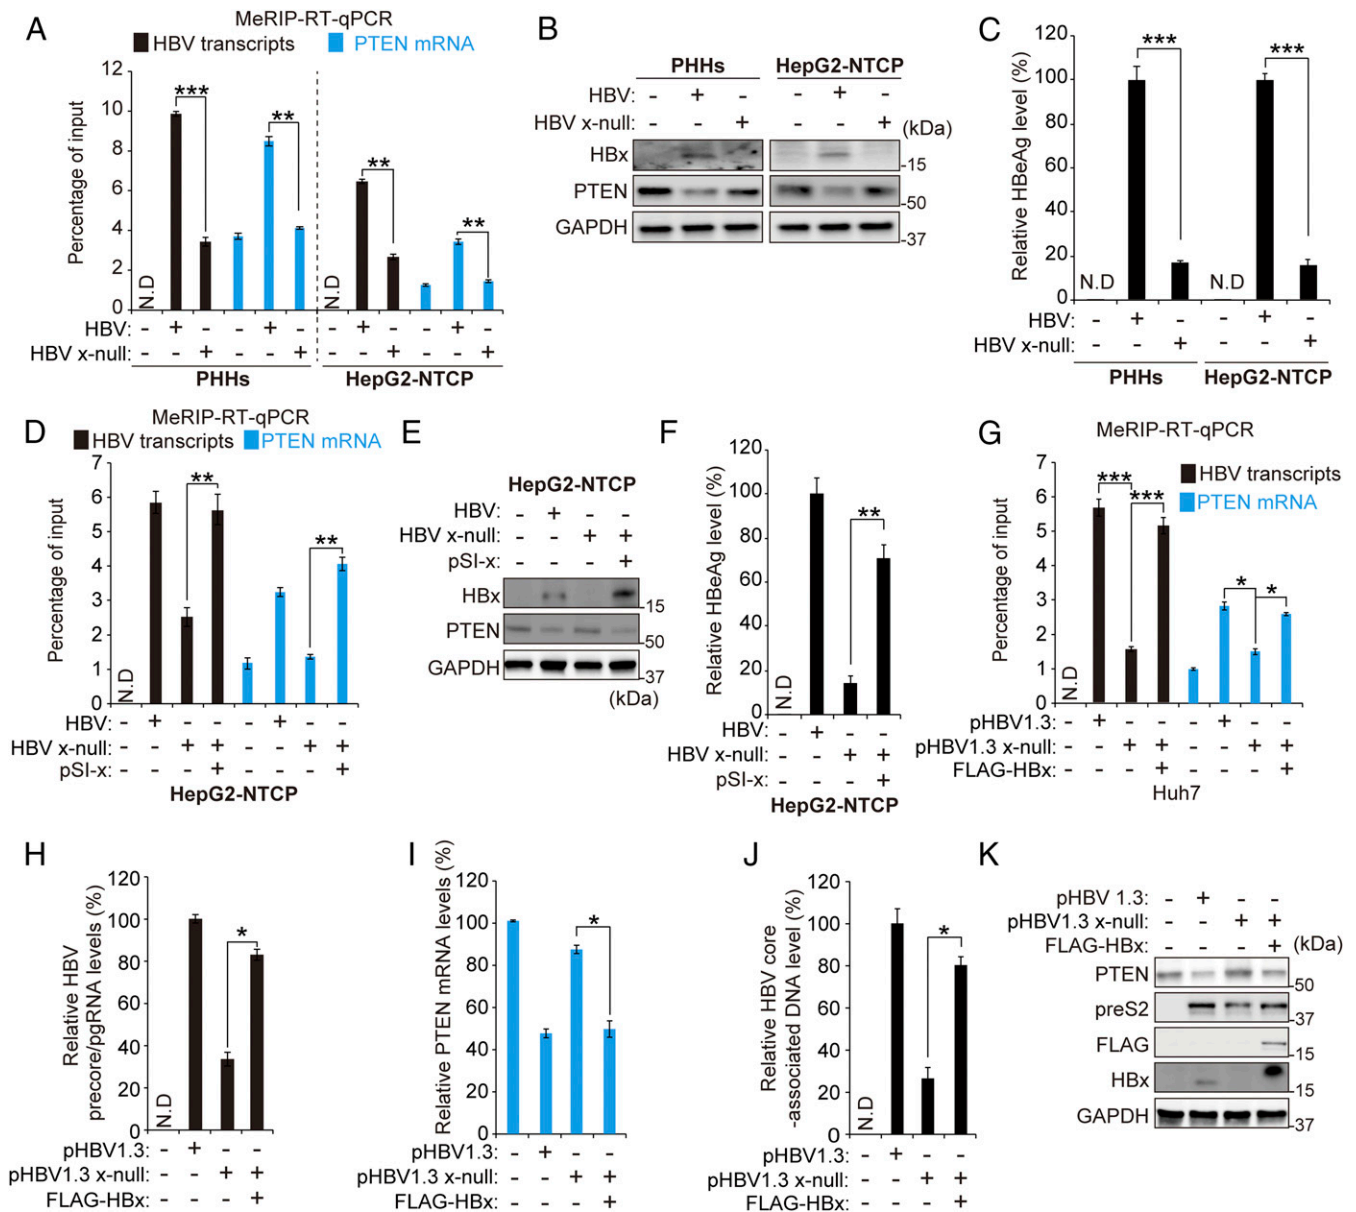 A
MeRIP-RT-qPCR
HBV transcripts PTEN mRNA
Percentage of input
12
10
8
6
4
2
0
*** ** ** **
N.D
HBV: - + - - + - - + - - + -
HBV x-null: - - + - - + - - + - - +
PHHs HepG2-NTCP
B
PHHs HepG2-NTCP
HBV: - + - - + -
HBV x-null: - - + - - + (kDa)
HBx -15
PTEN -50
GAPDH -37
C
Relative HBeAg level (%)
120
100
80
60
40
20
0
*** ***
N.D N.D
HBV: - + - - + -
HBV x-null: - - + - - +
PHHs HepG2-NTCP
D
MeRIP-RT-qPCR
HBV transcripts PTEN mRNA
Percentage of input
7
6
5
4
3
2
1
0
** **
N.D
HBV: - + - - - + - -
HBV x-null: - - + + - - + +
pSI-x: - - - + - - - +
HepG2-NTCP
E
HepG2-NTCP
HBV: - + - -
HBV x-null: - - + +
pSI-x: - - - +
HBx -15
PTEN -50
GAPDH -37
(kDa)
F
Relative HBeAg level (%)
120
100
80
60
40
20
0
**
N.D
HBV: - + - -
HBV x-null: - - + +
pSI-x: - - - +
HepG2-NTCP
G
MeRIP-RT-qPCR
HBV transcripts
PTEN mRNA
Percentage of input
7
6
5
4
3
2
1
0
*** *** * *
N.D
pHBV1.3: - + - - - + - -
pHBV1.3 x-null: - - + + - - + +
FLAG-HBx: - - - + - - - +
Huh7
H
Relative HBV
precore/pgRNA levels (%)
120
100
80
60
40
20
0
*
N.D
pHBV1.3: - + - -
pHBV1.3 x-null: - - + +
FLAG-HBx: - - - +
I
Relative PTEN mRNA levels (%)
120
100
80
60
40
20
0
*
pHBV1.3: - + - -
pHBV1.3 x-null: - - + +
FLAG-HBx: - - - +
J
Relative HBV core
-associated DNA level (%)
120
100
80
60
40
20
0
*
N.D
pHBV1.3: - + - -
pHBV1.3 x-null: - - + +
FLAG-HBx: - - - +
K
pHBV 1.3: - + - -
pHBV1.3 x-null: - - + +
FLAG-HBx: - - - + (kDa)
PTEN 50
preS2 -37
FLAG -15
HBx -15
GAPDH -37